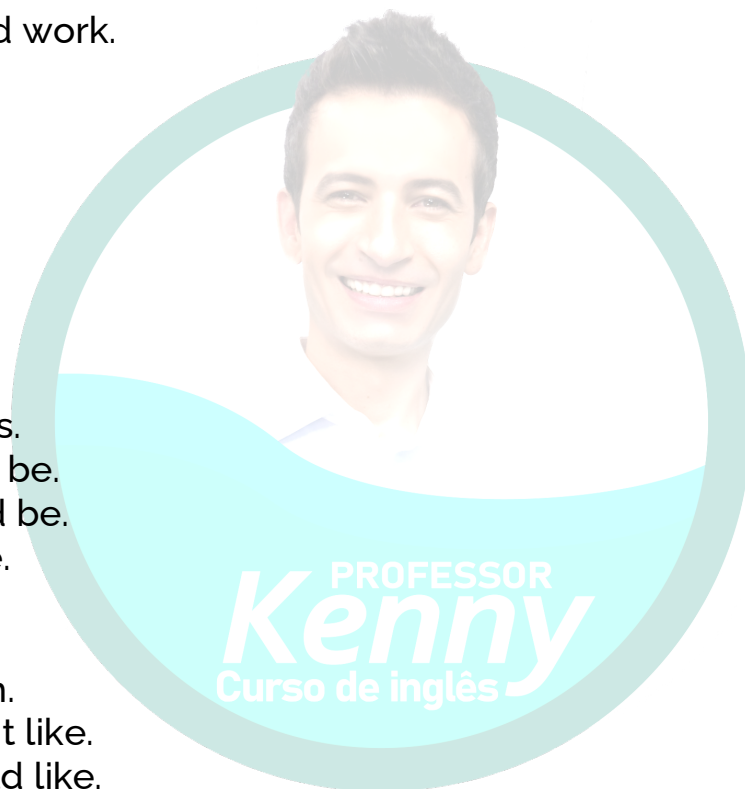 d work.
s.
be.
d be.
e.
n.
t like.
d like.
PROFESSOR
Kenny
Curso de inglês